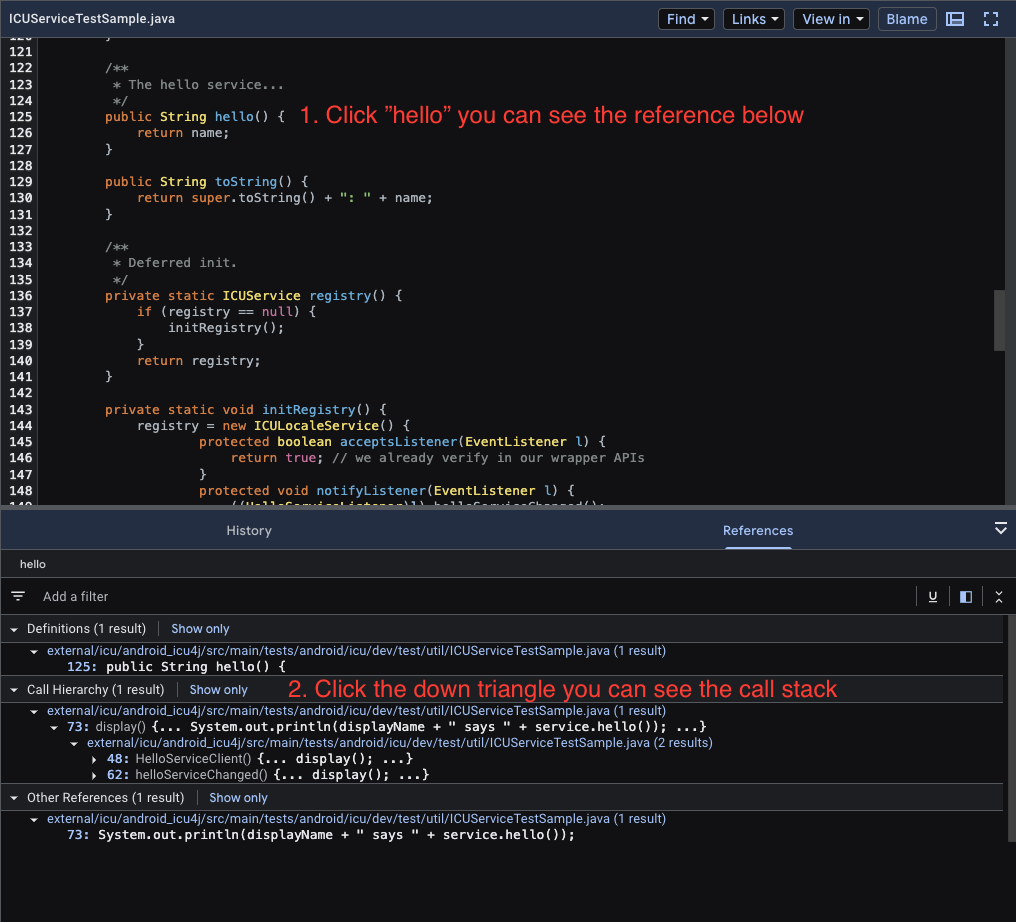 ICUServiceTestSample.java Find Links View in Blame
120 }
121
122 /**
123 * The hello service...
124 */
125 public String hello() { 1. Click ”hello” you can see the reference below
126 return name;
127 }
128
129 public String toString() {
130 return super.toString() + ": " + name;
131 }
132
133 /**
134 * Deferred init.
135 */
136 private static ICUService registry() {
137 if (registry == null) {
138 initRegistry();
139 }
140 return registry;
141 }
142
143 private static void initRegistry() {
144 registry = new ICULocaleService() {
145 protected boolean acceptsListener(EventListener l) {
146 return true; // we already verify in our wrapper APIs
147 }
148 protected void notifyListener(EventListener l) {
149 ((HelloServiceListener)l).helloServiceChanged();
History References
hello
Add a filter U
Definitions (1 result) Show only
external/icu/android_icu4j/src/main/tests/android/icu/dev/test/util/ICUServiceTestSample.java (1 result)
125: public String hello() {
Call Hierarchy (1 result) Show only 2. Click the down triangle you can see the call stack
external/icu/android_icu4j/src/main/tests/android/icu/dev/test/util/ICUServiceTestSample.java (1 result)
73: display() {... System.out.println(displayName + " says " + service.hello()); ...}
external/icu/android_icu4j/src/main/tests/android/icu/dev/test/util/ICUServiceTestSample.java (2 results)
48: HelloServiceClient() {... display(); ...}
62: helloServiceChanged() {... display(); ...}
Other References (1 result) Show only
external/icu/android_icu4j/src/main/tests/android/icu/dev/test/util/ICUServiceTestSample.java (1 result)
73: System.out.println(displayName + " says " + service.hello());